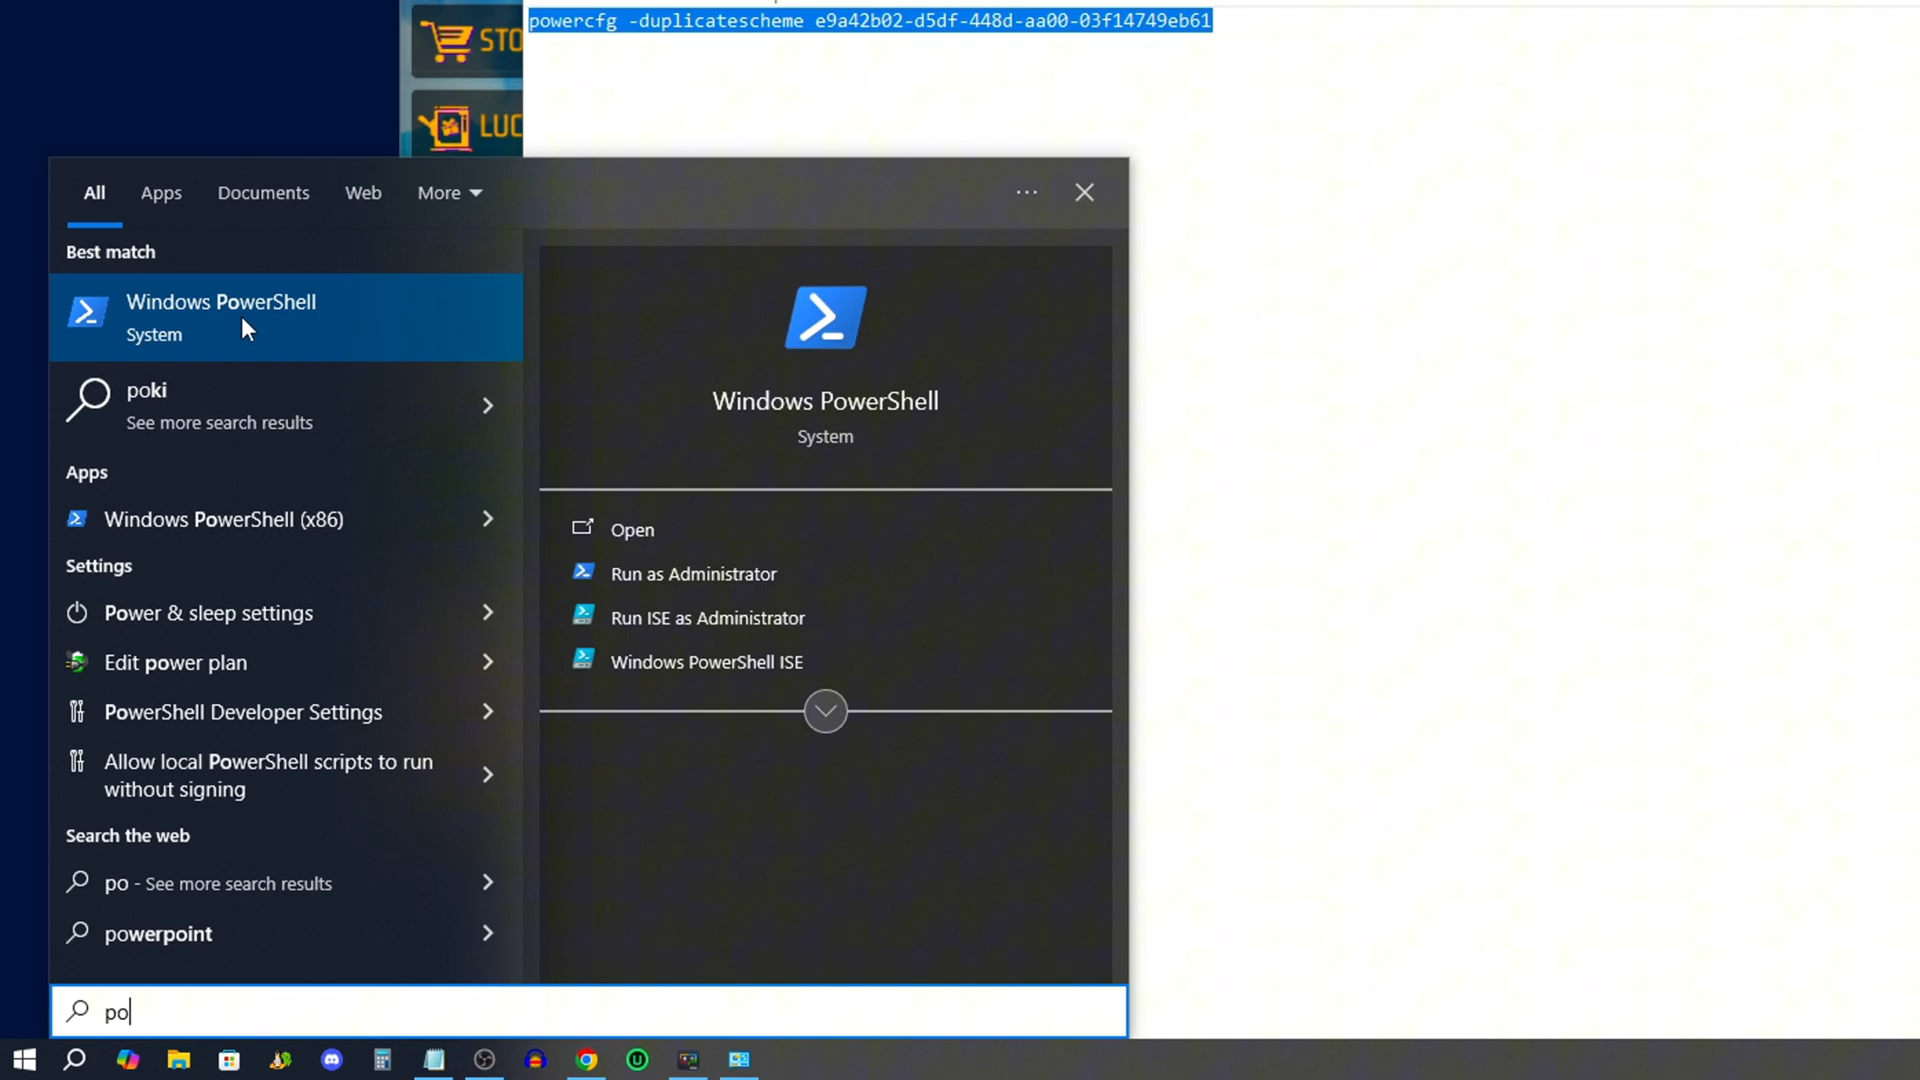 powercfg -duplicatescheme e9a42b02-d5df-448d-aa00-03f14749eb61
STO
LUC
All Apps Documents Web More
Best match
Windows PowerShell
System
poki
See more search results
Apps
Windows PowerShell (x86)
Settings
Power & sleep settings
Edit power plan
PowerShell Developer Settings
Allow local PowerShell scripts to run
without signing
Search the web
po - See more search results
powerpoint
Windows PowerShell
System
Open
Run as Administrator
Run ISE as Administrator
Windows PowerShell ISE
po